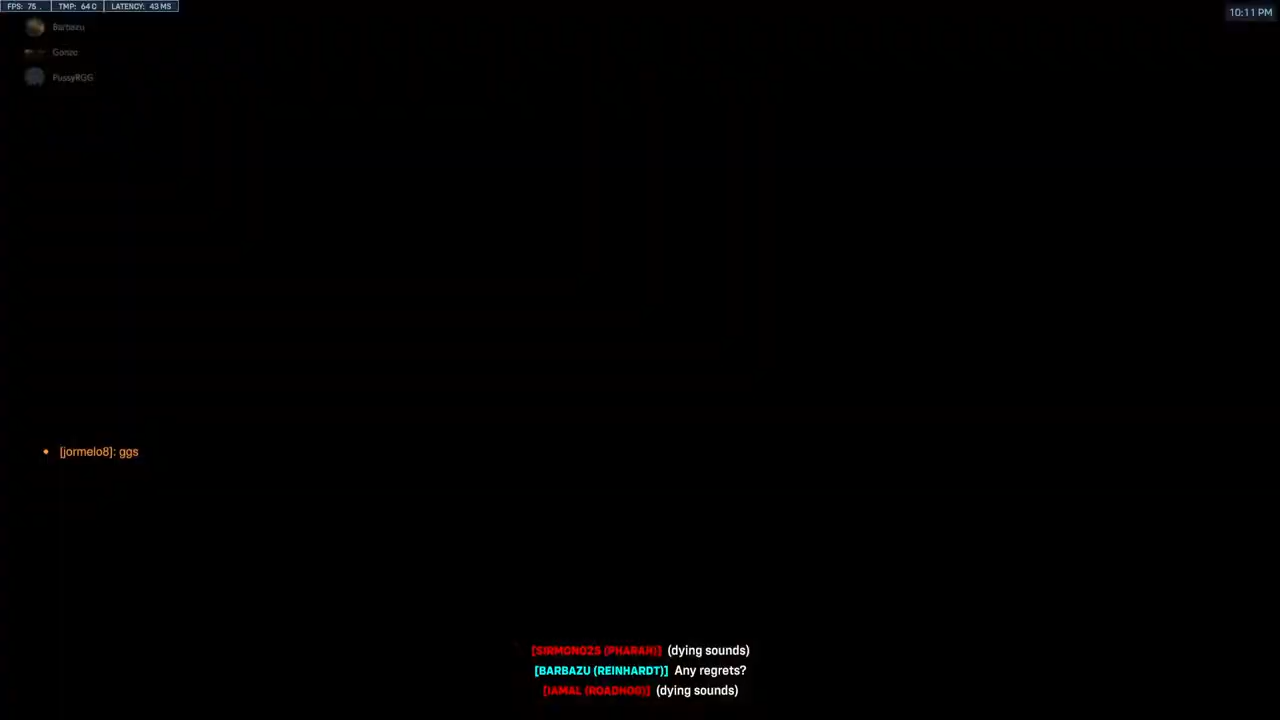 FPS: 75 . TMP: 64 C LATENCY: 43 MS
10:11 PM
Barbazu
Gonzo
PussyRGG
[jormelo8]: ggs
[SIRMONO25 (PHARAH)] (dying sounds)
[BARBAZU (REINHARDT)] Any regrets?
[IAMAL (ROADHOG)] (dying sounds)